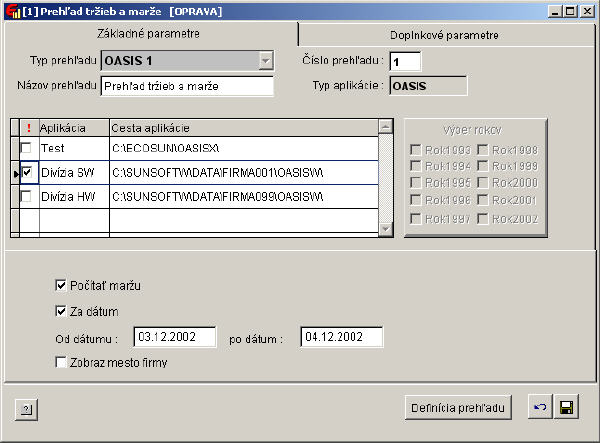 [1] Prehľad tržieb a marže [OPRAVA]
Základné parametre
Doplnkové parametre
Typ prehľadu OASIS 1
Číslo prehľadu : 1
Názov prehľadu Prehľad tržieb a marže
Typ aplikácie : OASIS
! Aplikácia Cesta aplikácie
Test C:\ECOSUN\OASISX\
Divízia SW C:\SUNSOFTW\DATA\FIRMA001\OASISW\
Divízia HW C:\SUNSOFTW\DATA\FIRMA099\OASISW\
Výber rokov
Rok1993 Rok1998
Rok1994 Rok1999
Rok1995 Rok2000
Rok1996 Rok2001
Rok1997 Rok2002
Počítať maržu
Za dátum
Od dátumu : 03.12.2002 po dátum : 04.12.2002
Zobraz mesto firmy
?
Definícia prehľadu